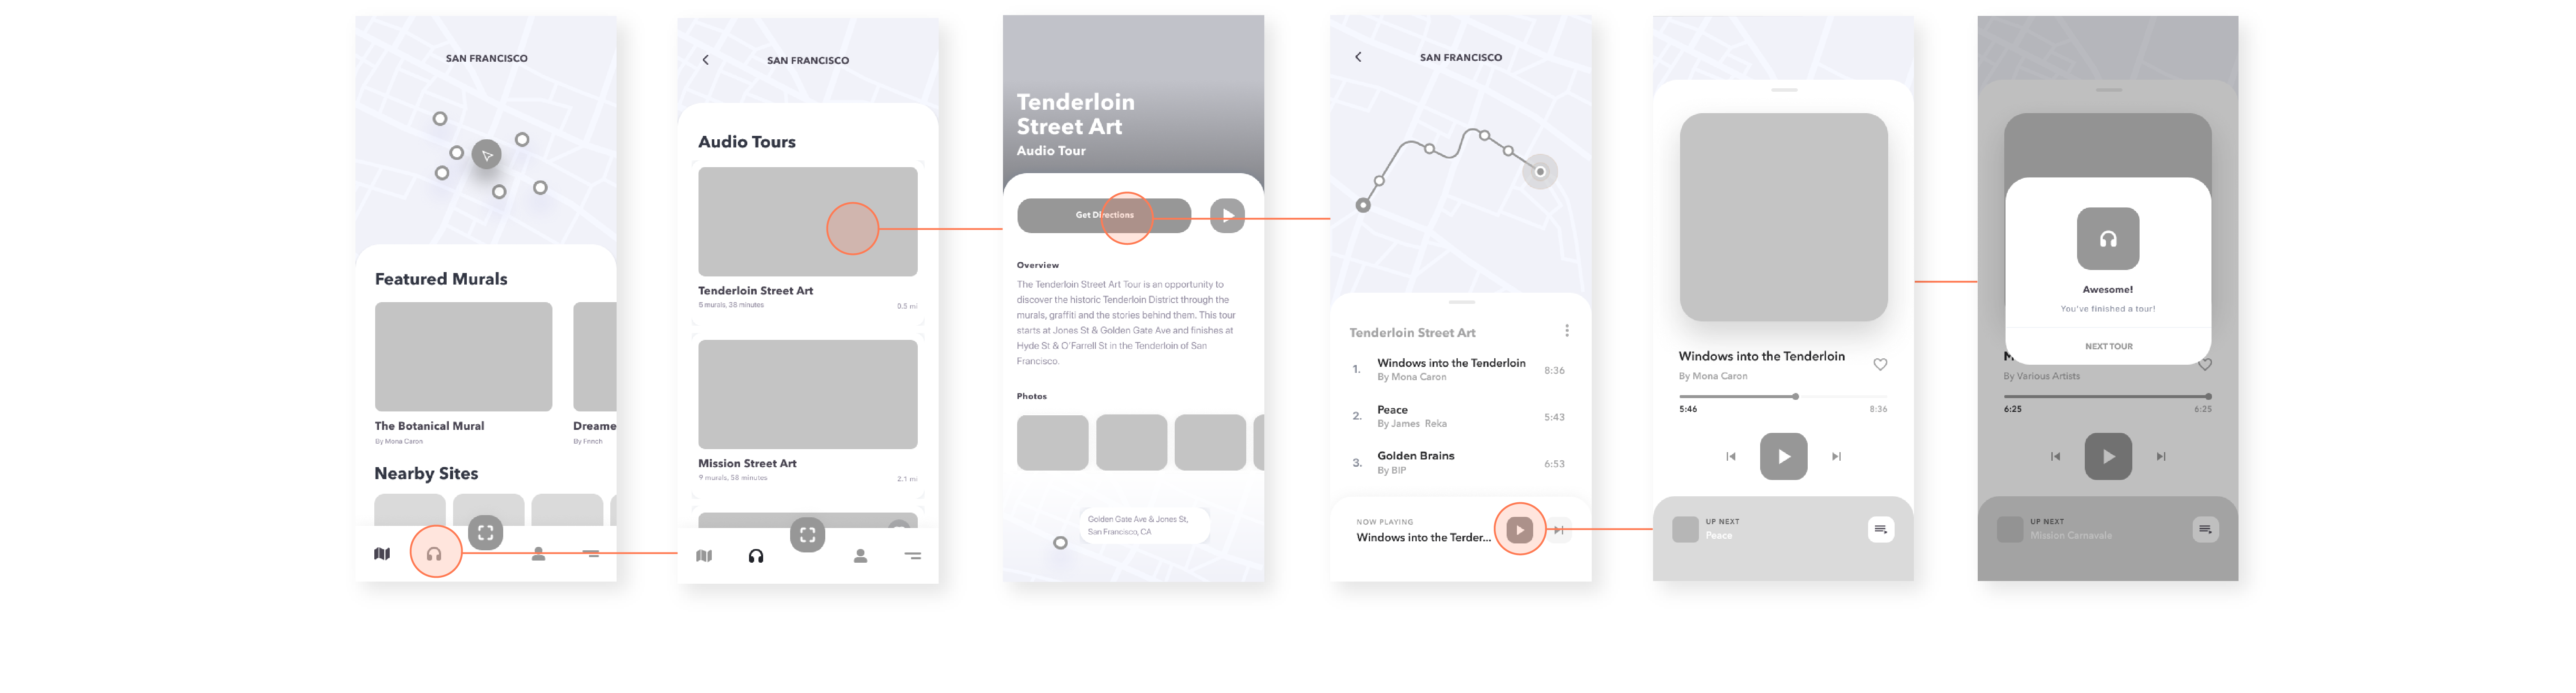 SAN FRANCISCO
Featured Murals
The Botanical Mural
By Mona Caron
Dreame
By Fnnch
Nearby Sites
SAN FRANCISCO
Audio Tours
Tenderloin Street Art
6 murals, 38 minutes
0.5 mi
Mission Street Art
9 murals, 58 minutes
2.1 mi
Tenderloin
Street Art
Audio Tour
Get Directions
Overview
The Tenderloin Street Art Tour is an opportunity to
discover the historic Tenderloin District through the
murals, graffiti and the stories behind them. This tour
starts at Jones St & Golden Gate Ave and finishes at
Hyde St & O'Farrell St in the Tenderloin of San
Francisco.
Photos
Golden Gate Ave & Jones St,
San Francisco, CA
SAN FRANCISCO
Tenderloin Street Art
1. Windows into the Tenderloin 8:36
By Mona Caron
2. Peace 5:43
By James Reka
3. Golden Brains 6:53
By BIP
NOW PLAYING
Windows into the Terder...
Windows into the Tenderloin
By Mona Caron
5:46 8:36
UP NEXT
Peace
Awesome!
You've finished a tour!
NEXT TOUR
By Various Artists
6:25 6:25
UP NEXT
Mission Carnavale